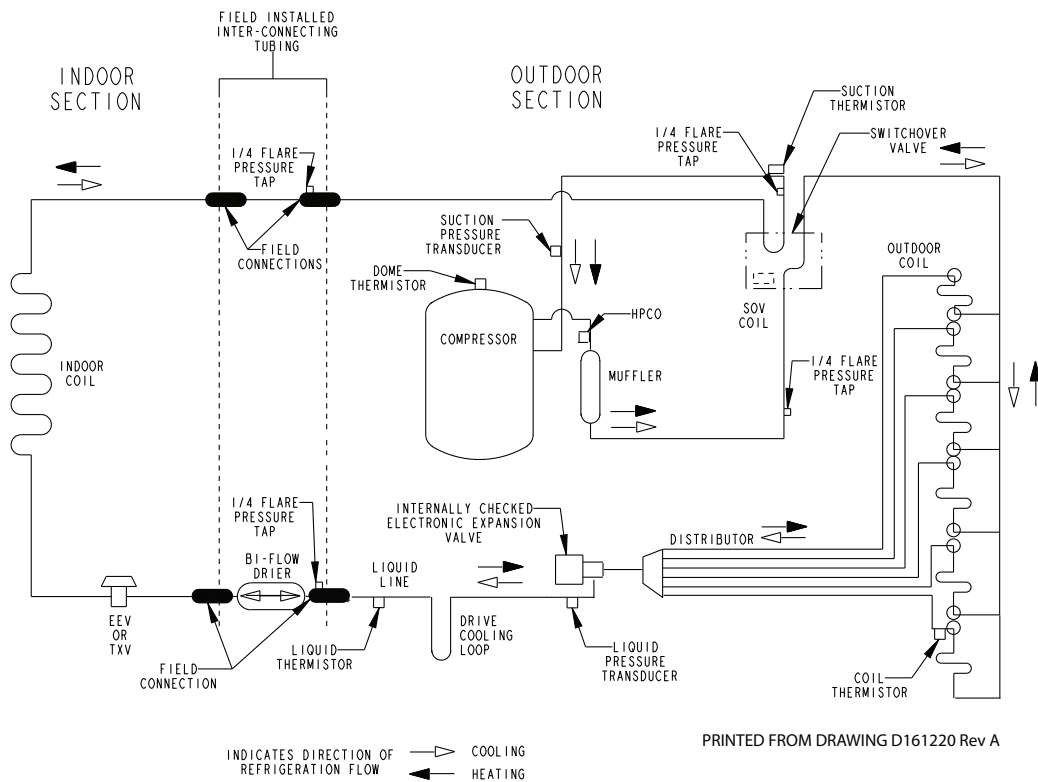 FIELD INSTALLED
INTER-CONNECTING
TUBING
INDOOR
SECTION
OUTDOOR
SECTION
SUCTION
THERMISTOR
1/4 FLARE
PRESSURE
TAP
SWITCHOVER
VALVE
1/4 FLARE
PRESSURE
TAP
SUCTION
PRESSURE
TRANSDUCER
FIELD
CONNECTIONS
DOME
THERMISTOR
OUTDOOR
COIL
SOV
COIL
HPCO
COMPRESSOR
INDOOR
COIL
MUFFLER
1/4 FLARE
PRESSURE
TAP
1/4 FLARE
PRESSURE
TAP
INTERNALLY CHECKED
ELECTRONIC EXPANSION
VALVE
DISTRIBUTOR
BI-FLOW
DRIER
LIQUID
LINE
EEV
OR
TXV
DRIVE
COOLING
LOOP
LIQUID
THERMISTOR
LIQUID
PRESSURE
TRANSDUCER
FIELD
CONNECTION
COIL
THERMISTOR
PRINTED FROM DRAWING D161220 Rev A
INDICATES DIRECTION OF
REFRIGERATION FLOW
COOLING
HEATING